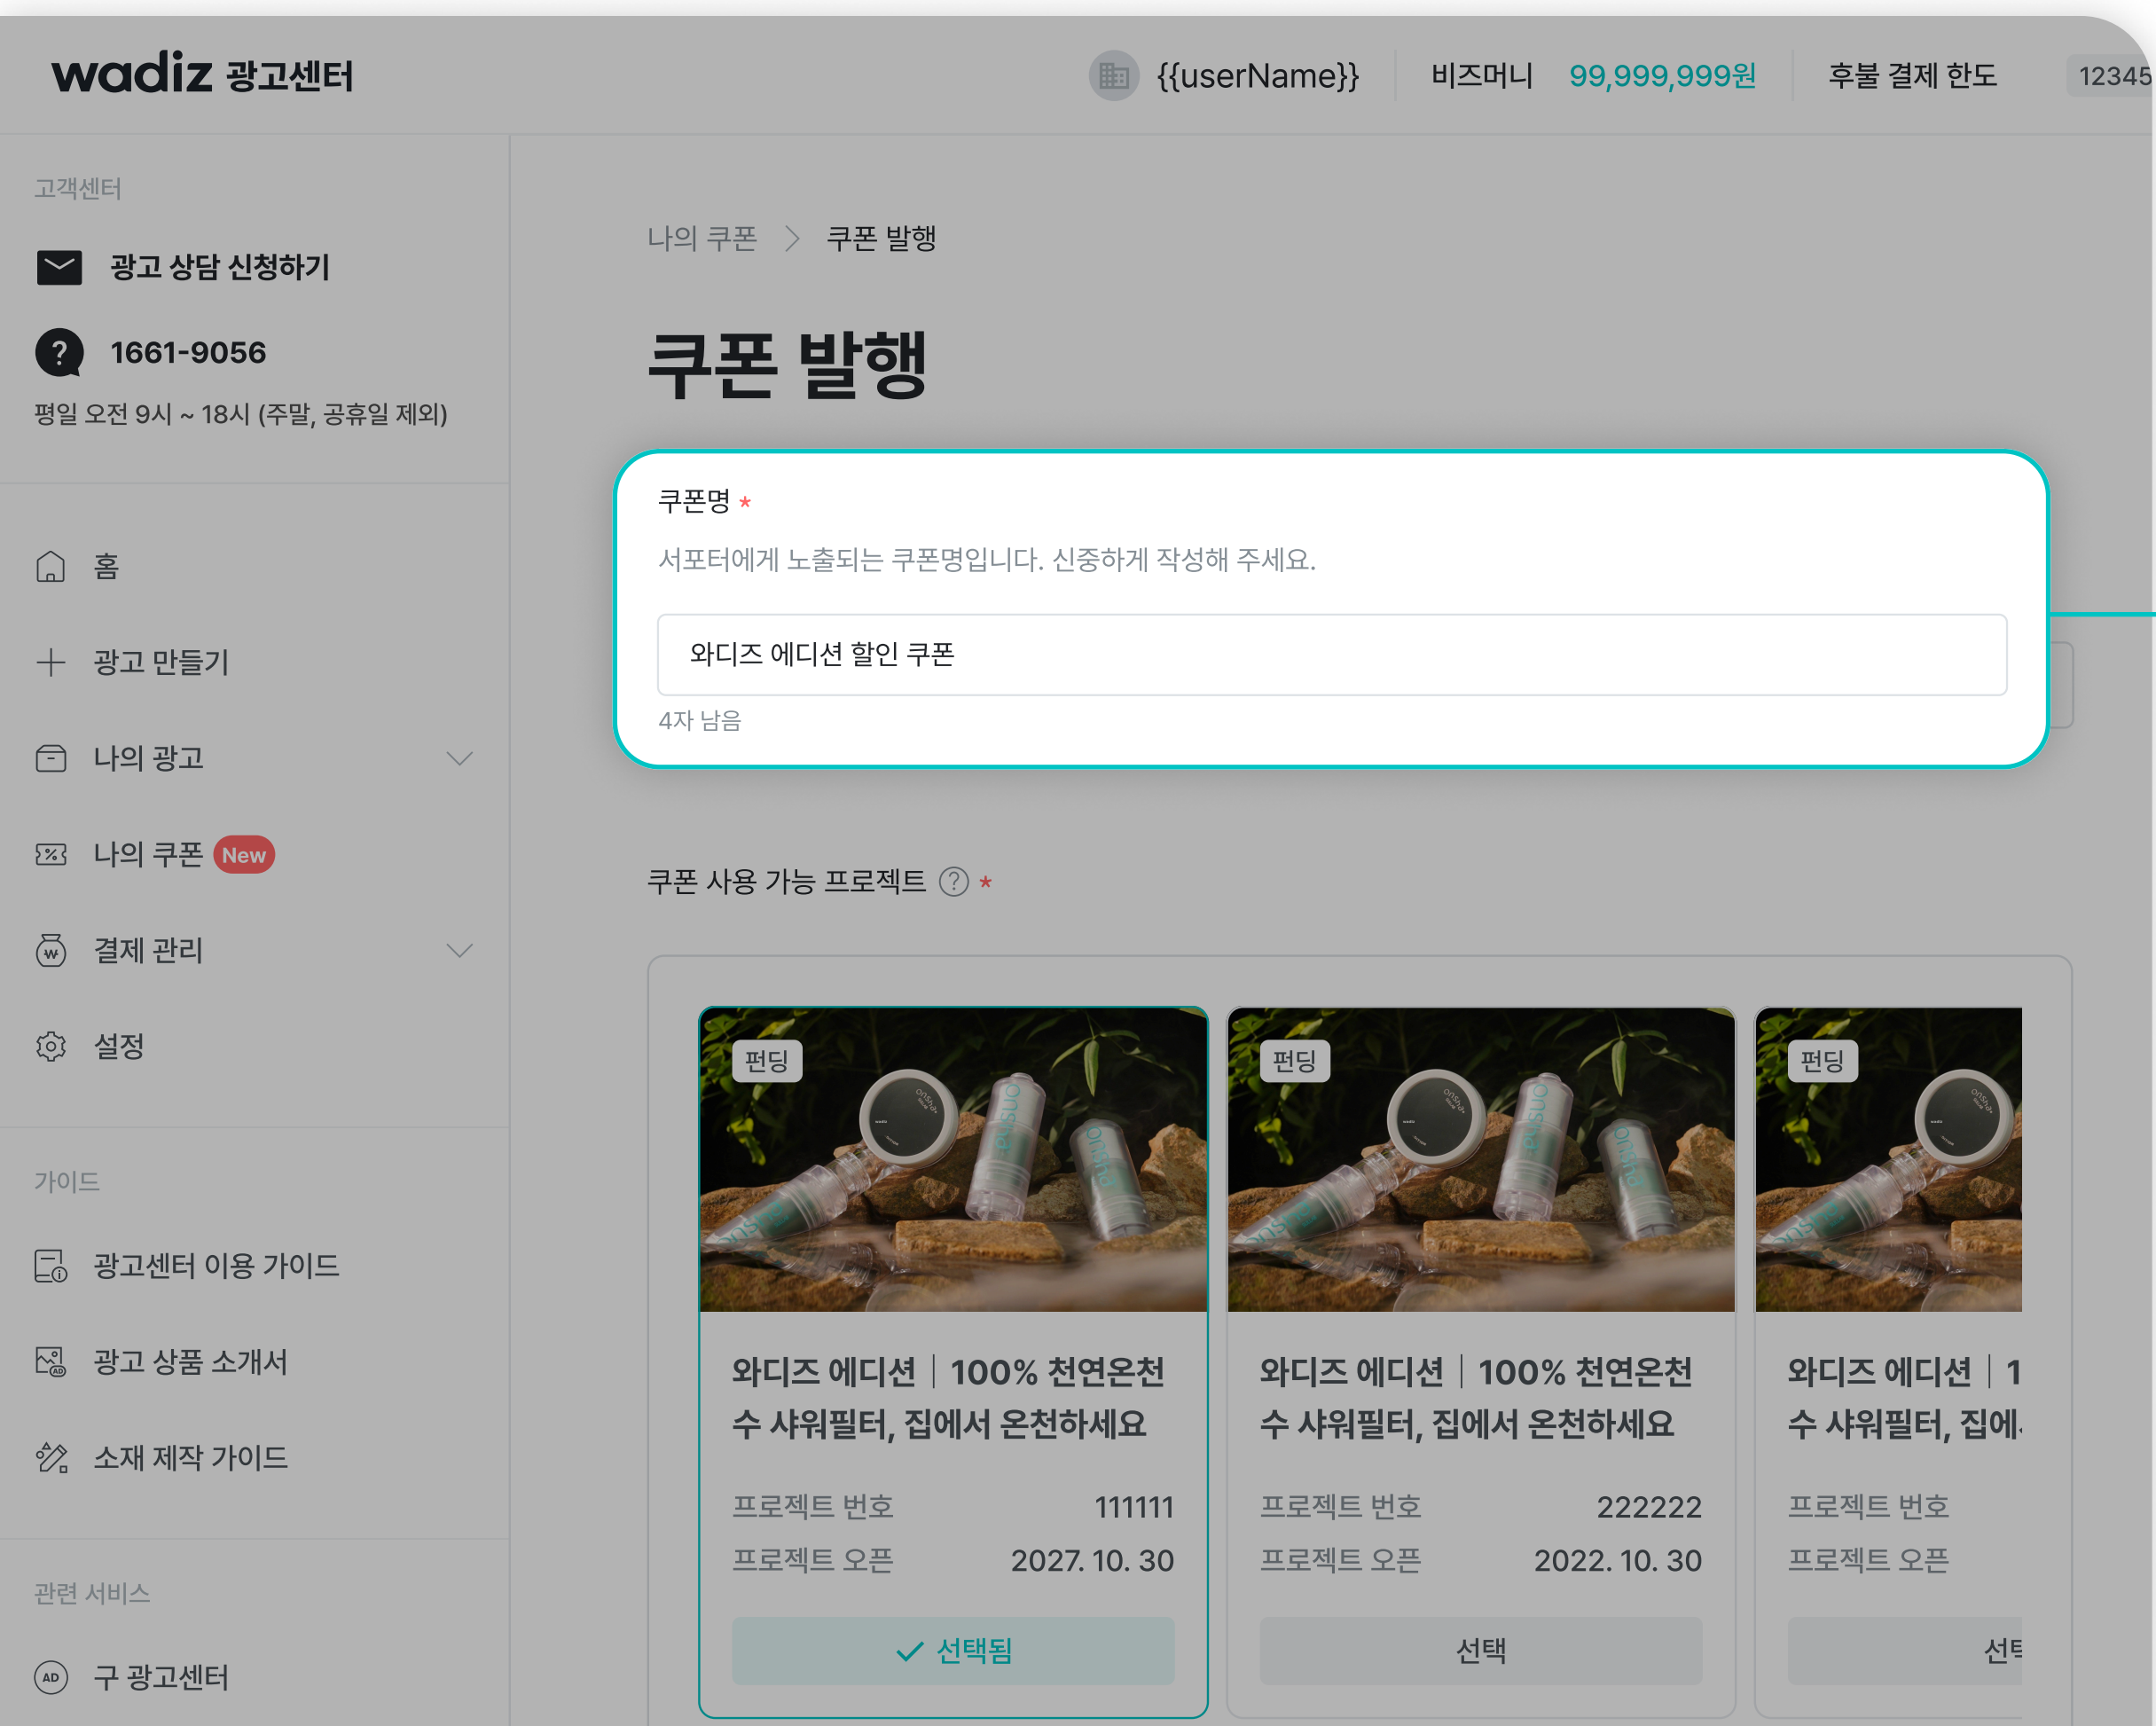 wadiz 광고센터
{{userName}}
비즈머니 99,999,999원
후불 결제 한도
12345
고객센터
광고 상담 신청하기
1661-9056
평일 오전 9시 ~ 18시 (주말, 공휴일 제외)
홈
광고 만들기
나의 광고
나의 쿠폰 New
결제 관리
설정
가이드
광고센터 이용 가이드
광고 상품 소개서
소재 제작 가이드
관련 서비스
AD 구 광고센터
나의 쿠폰 > 쿠폰 발행
쿠폰 발행
쿠폰명 *
서포터에게 노출되는 쿠폰명입니다. 신중하게 작성해 주세요.
와디즈 에디션 할인 쿠폰
4자 남음
쿠폰 사용 가능 프로젝트 ? *
펀딩
와디즈 에디션｜100% 천연온천
수 샤워필터, 집에서 온천하세요
프로젝트 번호 111111
프로젝트 오픈 2027. 10. 30
선택됨
펀딩
와디즈 에디션｜100% 천연온천
수 샤워필터, 집에서 온천하세요
프로젝트 번호 222222
프로젝트 오픈 2022. 10. 30
선택
펀딩
와디즈 에디션｜1
수 샤워필터, 집에
프로젝트 번호
프로젝트 오픈